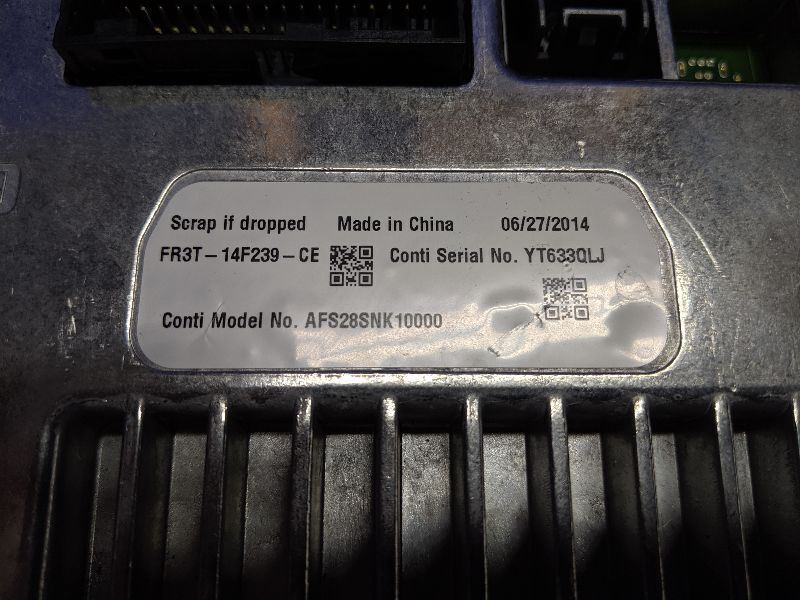 Scrap if dropped Made in China 06/27/2014
FR3T-14F239-CE Conti Serial No. YT633QLJ
Conti Model No. AFS28SNK10000